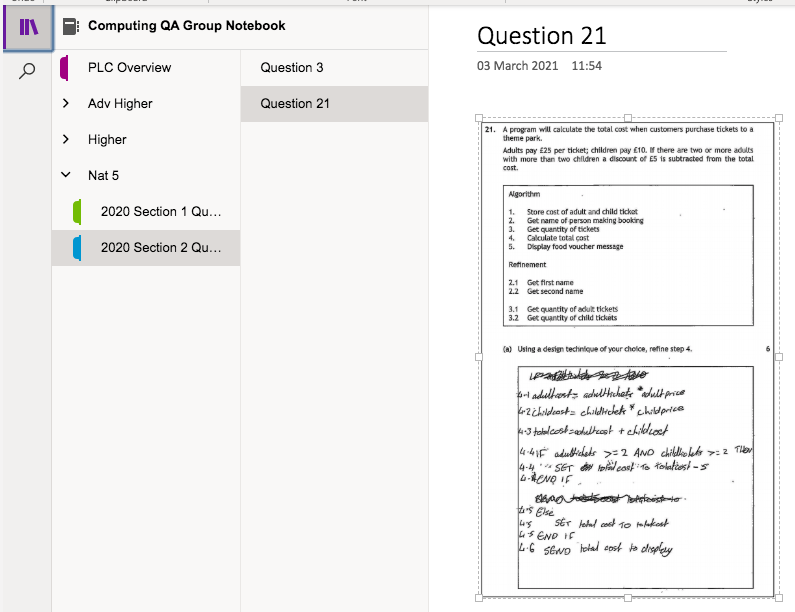 Computing QA Group Notebook
PLC Overview
Adv Higher
Higher
Nat 5
2020 Section 1 Qu...
2020 Section 2 Qu...
Question 3
Question 21
Question 21
03 March 2021 11:54
21. A program will calculate the total cost when customers purchase tickets to a
theme park.
Adults pay £25 per ticket; children pay £10. If there are two or more adults
with more than two children a discount of £5 is subtracted from the total
cost.
Algorithm
1. Store cost of adult and child ticket
2. Get name of person making booking
3. Get quantity of tickets
4. Calculate total cost
5. Display food voucher message
Refinement
2.1 Get first name
2.2 Get second name
3.1 Get quantity of adult tickets
3.2 Get quantity of child tickets
(a) Using a design technique of your choice, refine step 4. 6
4.1 adultcost = adulttickets * adultprice
4.2 childcost = childtickets * childprice
4.3 totalcost = adultcost + childcost
4.4 IF adulttickets >= 2 AND childtickets >= 2 THEN
4.4 SET total cost TO totalcost - 5
END IF
4.5 Else
4.5 SET total cost TO totalcost
4.5 END IF
4.6 SEND total cost to display